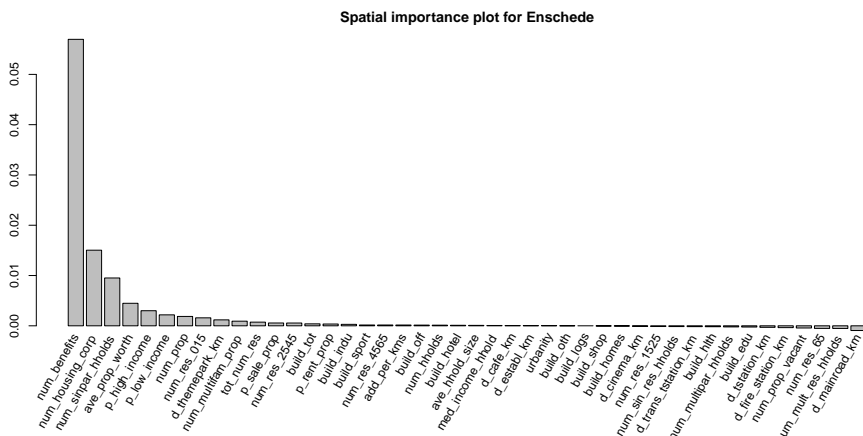 Spatial importance plot for Enschede
0.05
0.04
0.03
0.02
0.01
0.00
num_benefits
num_housing_corp
num_sinpar_hholds
ave_prop_worth
p_high_income
p_low_income
num_prop
num_res_015
d_themepark_km
num_multifam_prop
tot_num_res
p_sale_prop
num_res_2545
build_tot
p_rent_prop
build_indu
build_sport
num_res_4565
add_per_kms
build_off
num_hholds
build_hotel
ave_hhold_size
med_income_hhold
d_cafe_km
d_establ_km
urbanity
build_oth
build_logs
build_shop
build_homes
d_cinema_km
num_res_1525
num_sin_res_hholds
d_trans_tstation_km
build_hlth
num_multipar_hholds
build_edu
d_tstation_km
d_fire_station_km
num_prop_vacant
num_res_65
um_mult_res_hholds
d_mainroad_km